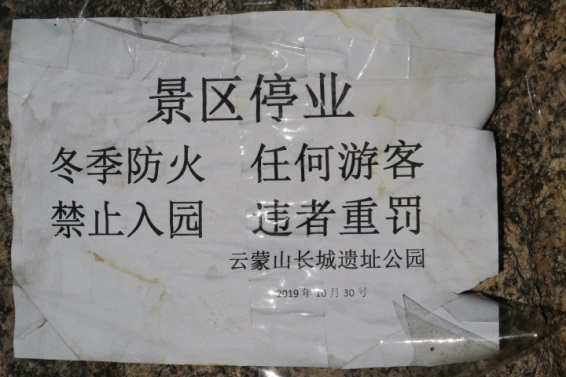 景区停业
冬季防火 任何游客
禁止入园 违者重罚
云蒙山长城遗址公园
2019年10月30号